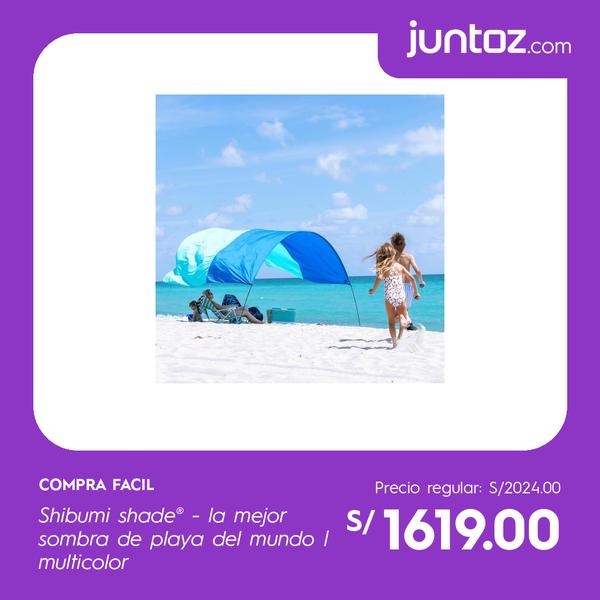 juntoz.com
COMPRA FACIL
Shibumi shade® - la mejor
sombra de playa del mundo |
multicolor
Precio regular: S/2024.00
S/ 1619.00